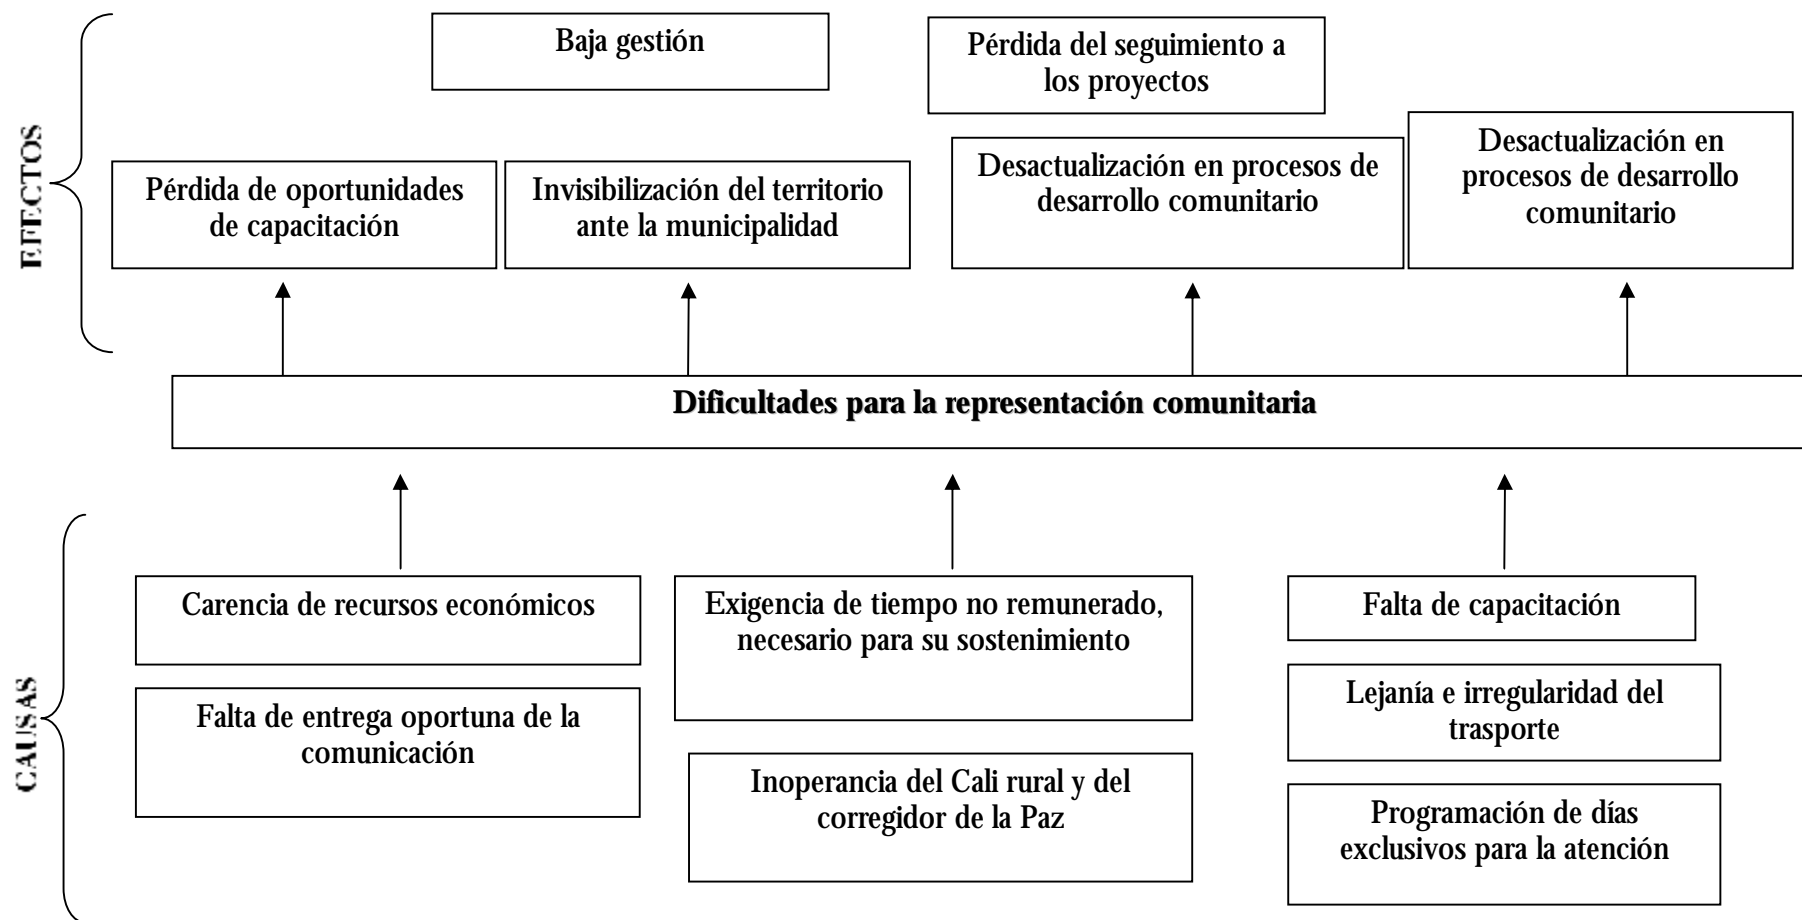 EFECTOS
Baja gestión
Pérdida del seguimiento a
los proyectos
Pérdida de oportunidades
de capacitación
Invisibilización del territorio
ante la municipalidad
Desactualización en procesos de
desarrollo comunitario
Desactualización en
procesos de desarrollo
comunitario
Dificultades para la representación comunitaria
CAUSAS
Carencia de recursos económicos
Falta de entrega oportuna de la
comunicación
Exigencia de tiempo no remunerado,
necesario para su sostenimiento
Inoperancia del Cali rural y del
corregidor de la Paz
Falta de capacitación
Lejanía e irregularidad del
trasporte
Programación de días
exclusivos para la atención